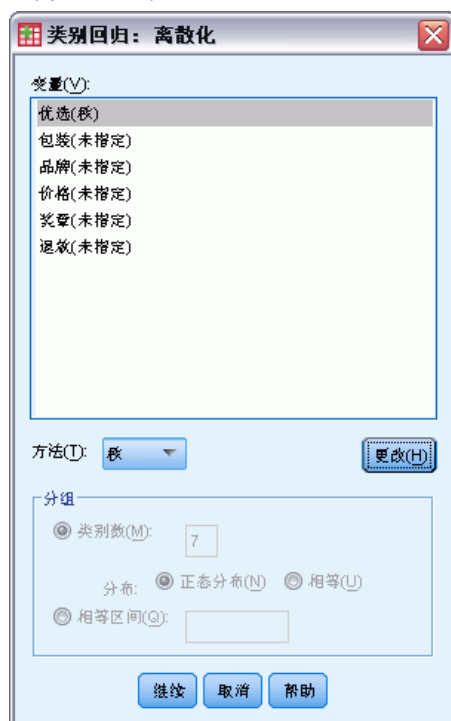 类别回归：离散化
变量(V):
优选(秩)
包装(未指定)
品牌(未指定)
价格(未指定)
奖章(未指定)
退款(未指定)
方法(T): 秩 更改(H)
分组
类别数(M): 7
分布: 正态分布(N) 相等(U)
相等区间(Q):
继续 取消 帮助